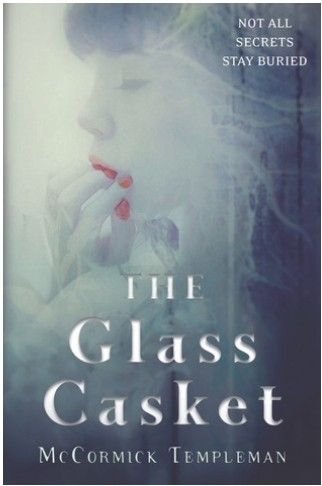 NOT ALL
SECRETS
STAY BURIED
THE
Glass
Casket
McCormick Templeman